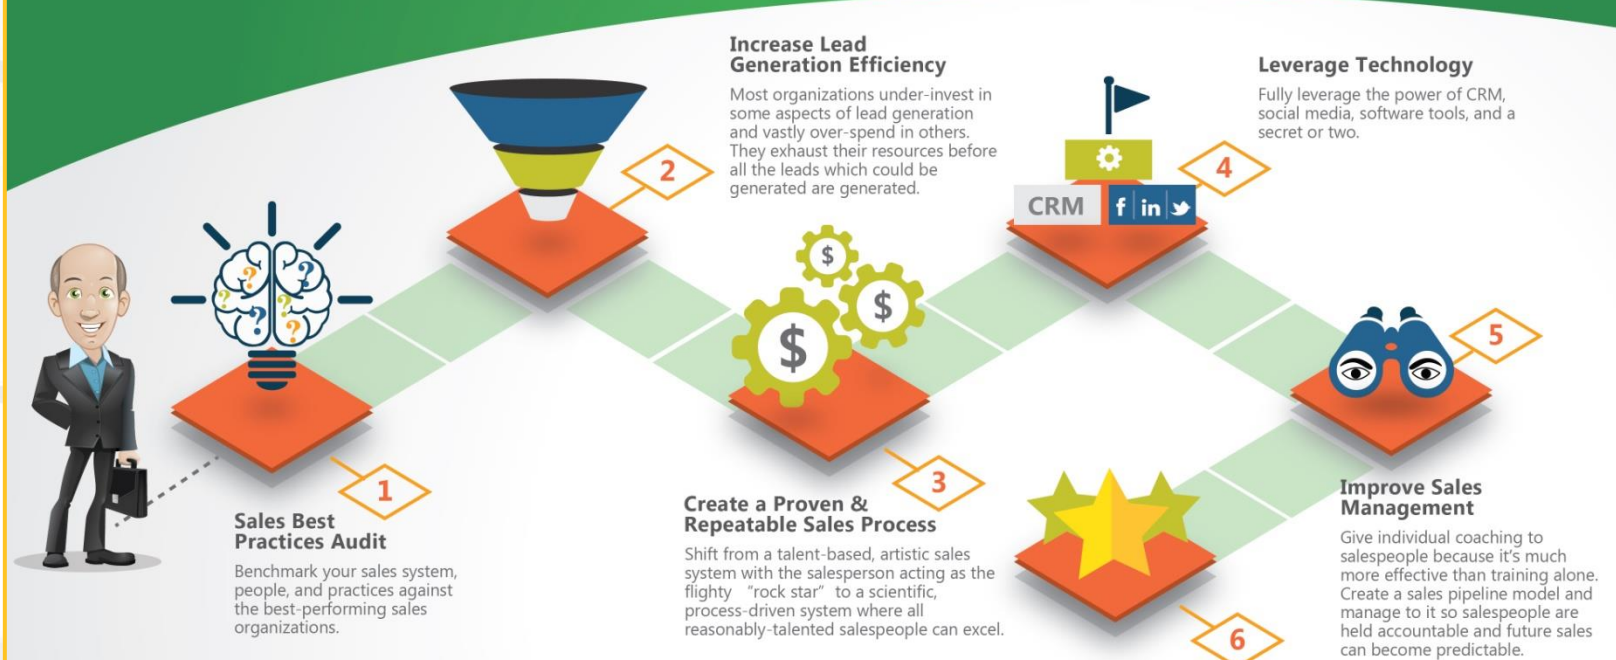 1
Sales Best
Practices Audit
Benchmark your sales system,
people, and practices against
the best-performing sales
organizations.
2
Increase Lead
Generation Efficiency
Most organizations under-invest in
some aspects of lead generation
and vastly over-spend in others.
They exhaust their resources before
all the leads which could be
generated are generated.
$
$
$
3
Create a Proven &
Repeatable Sales Process
Shift from a talent-based, artistic sales
system with the salesperson acting as the
flighty "rock star" to a scientific,
process-driven system where all
reasonably-talented salespeople can excel.
4
Leverage Technology
Fully leverage the power of CRM,
social media, software tools, and a
secret or two.
CRM
f in
5
Improve Sales
Management
Give individual coaching to
salespeople because it's much
more effective than training alone.
Create a sales pipeline model and
manage to it so salespeople are
held accountable and future sales
can become predictable.
6
? ? ? ? ? ?